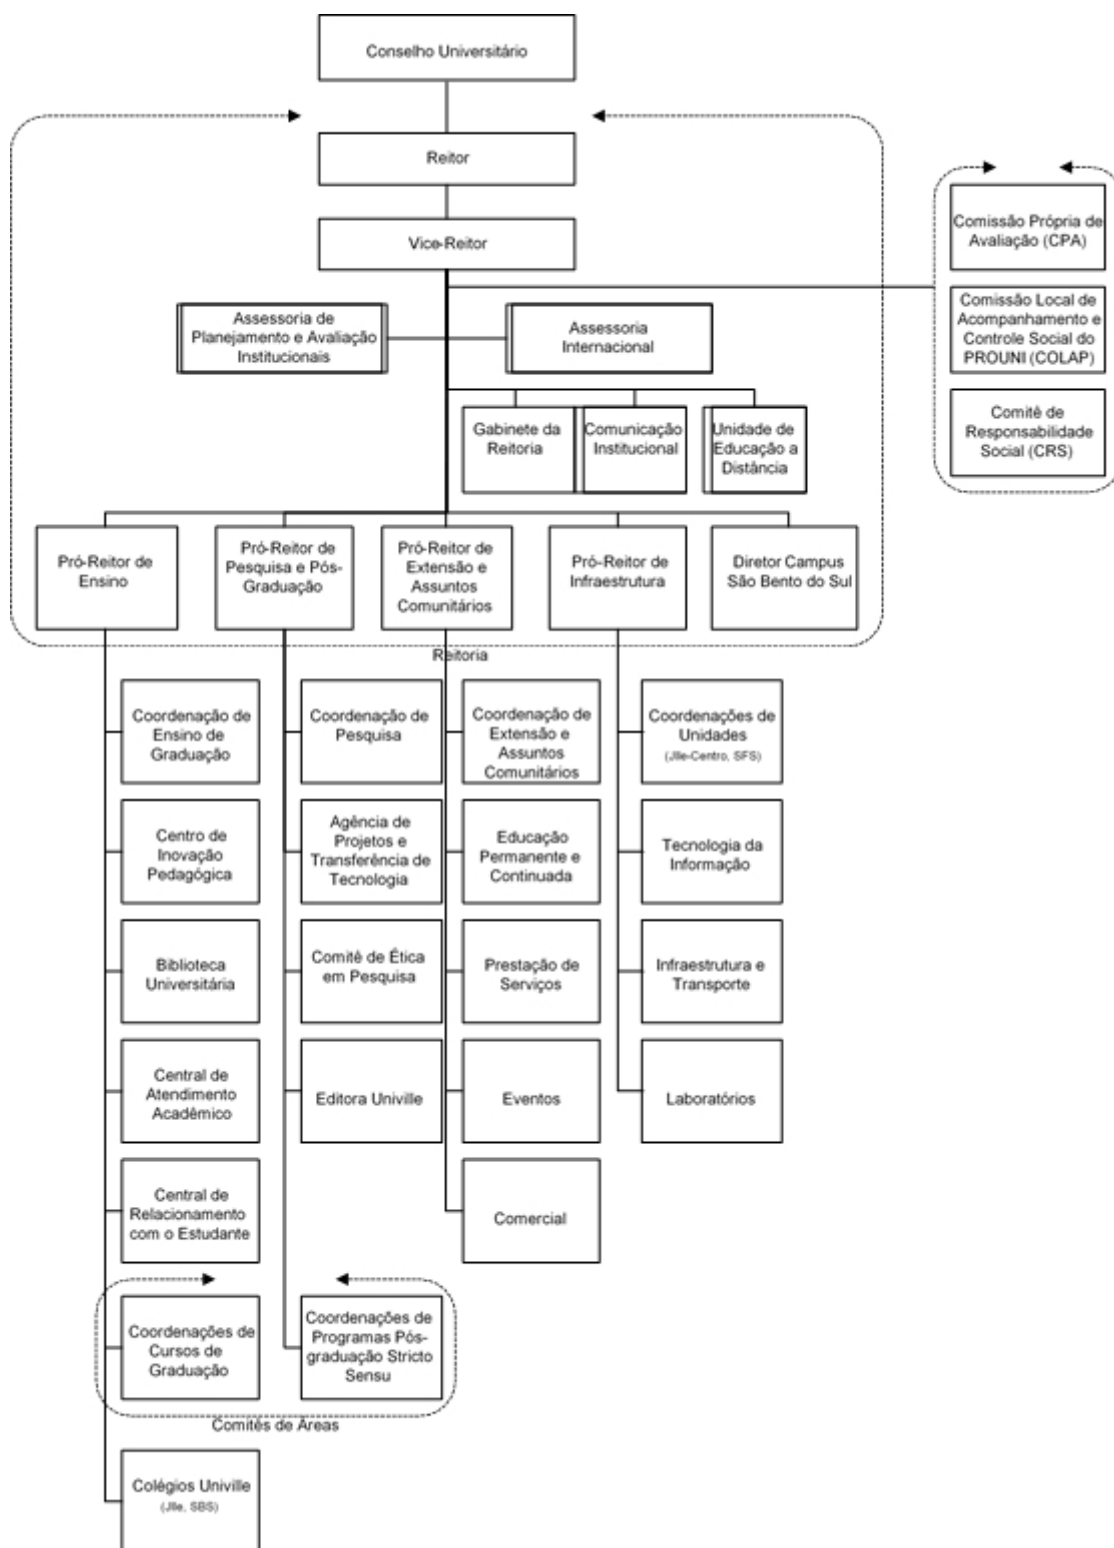 Conselho Universitário
Reitor
Vice-Reitor
Comissão Própria de
Avaliação (CPA)
Comissão Local de
Acompanhamento e
Controle Social do
PROUNI (COLAP)
Comitê de
Responsabilidade
Social (CRS)
Assessoria de
Planejamento e Avaliação
Institucionais
Assessoria
Internacional
Gabinete da
Reitoria
Comunicação
Institucional
Unidade de
Educação a
Distância
Pró-Reitor de
Ensino
Pró-Reitor de
Pesquisa e Pós-
Graduação
Pró-Reitor de
Extensão e
Assuntos
Comunitários
Pró-Reitor de
Infraestrutura
Diretor Campus
São Bento do Sul
Reitoria
Coordenação de
Ensino de
Graduação
Coordenação de
Pesquisa
Coordenação de
Extensão e
Assuntos
Comunitários
Coordenações de
Unidades
(Jlle-Centro, SFS)
Centro de
Inovação
Pedagógica
Agência de
Projetos e
Transferência de
Tecnologia
Educação
Permanente e
Continuada
Tecnologia da
Informação
Biblioteca
Universitária
Comitê de Ética
em Pesquisa
Prestação de
Serviços
Infraestrutura e
Transporte
Central de
Atendimento
Acadêmico
Editora Univille
Eventos
Laboratórios
Central de
Relacionamento
com o Estudante
Comercial
Coordenações de
Cursos de
Graduação
Coordenações de
Programas Pós-
graduação Stricto
Sensu
Comitês de Áreas
Colégios Univille
(Jlle, SBS)